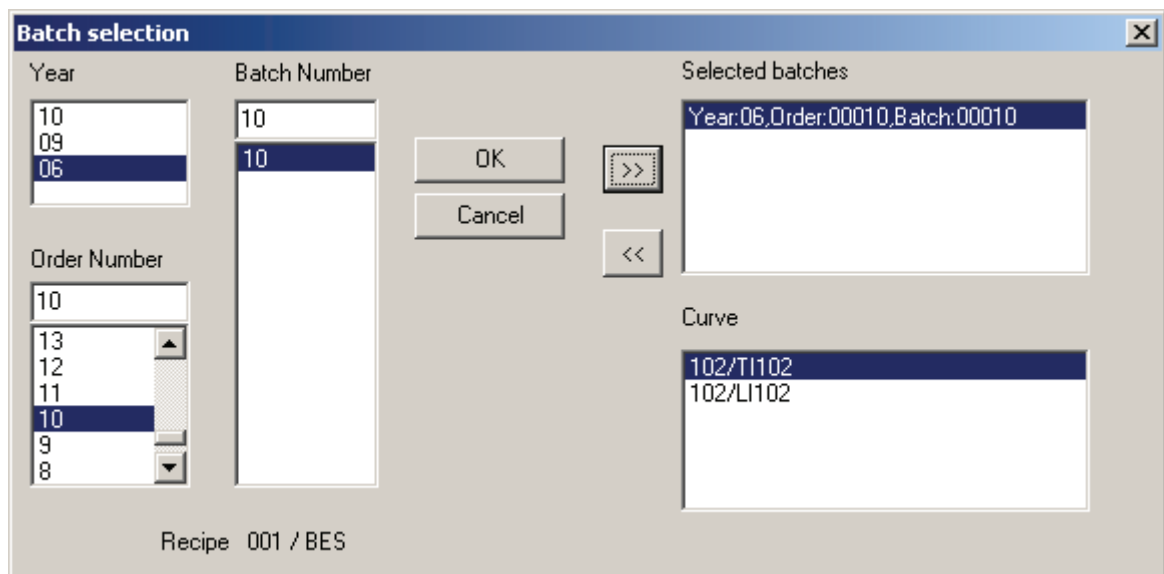 Batch selection
Year
10
09
06
Order Number
10
13
12
11
10
9
8
Batch Number
10
10
OK
Cancel
>>
<<
Selected batches
Year:06,Order:00010,Batch:00010
Curve
102/TI102
102/LI102
Recipe 001 / BES